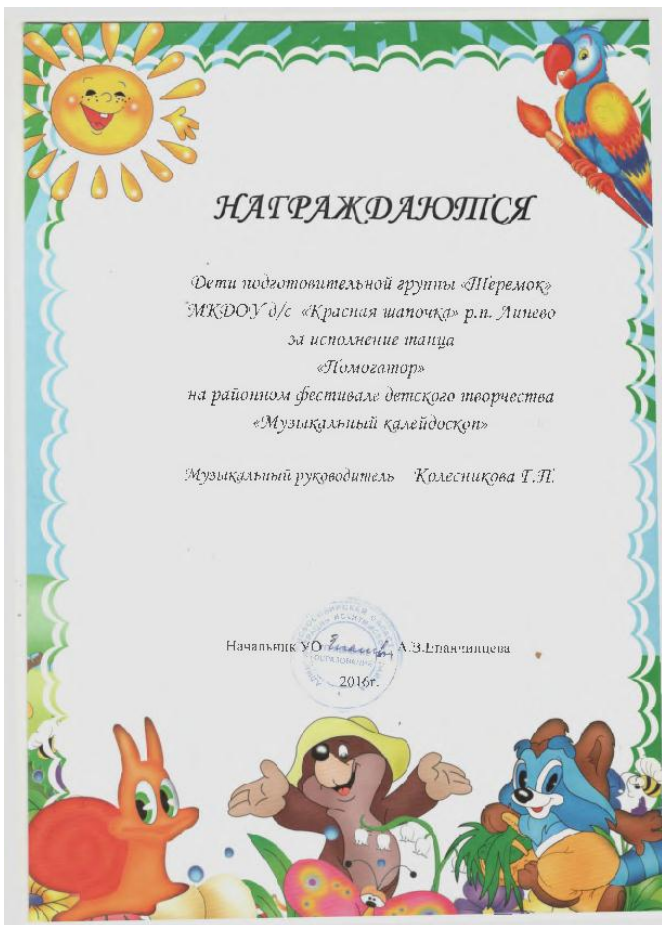 НАГРАЖДАЮТСЯ
Дети подготовительной группы «Теремок»
МКДОУ д/с «Красная шапочка» р.п. Линево
за исполнение танца
«Помогатор»
на районном фестивале детского творчества
«Музыкальный калейдоскоп»
Музыкальный руководитель Колесникова Т.П.
Начальник УО А.В.Епанчинцева
2016г.